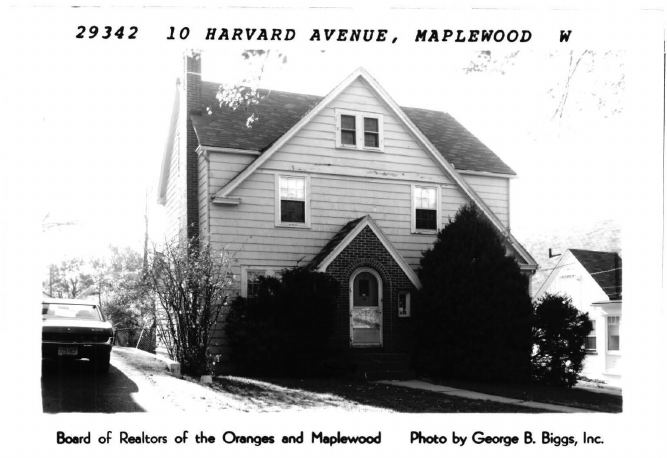 29342 10 HARVARD AVENUE, MAPLEWOOD W
Board of Realtors of the Oranges and Maplewood Photo by George B. Biggs, Inc.